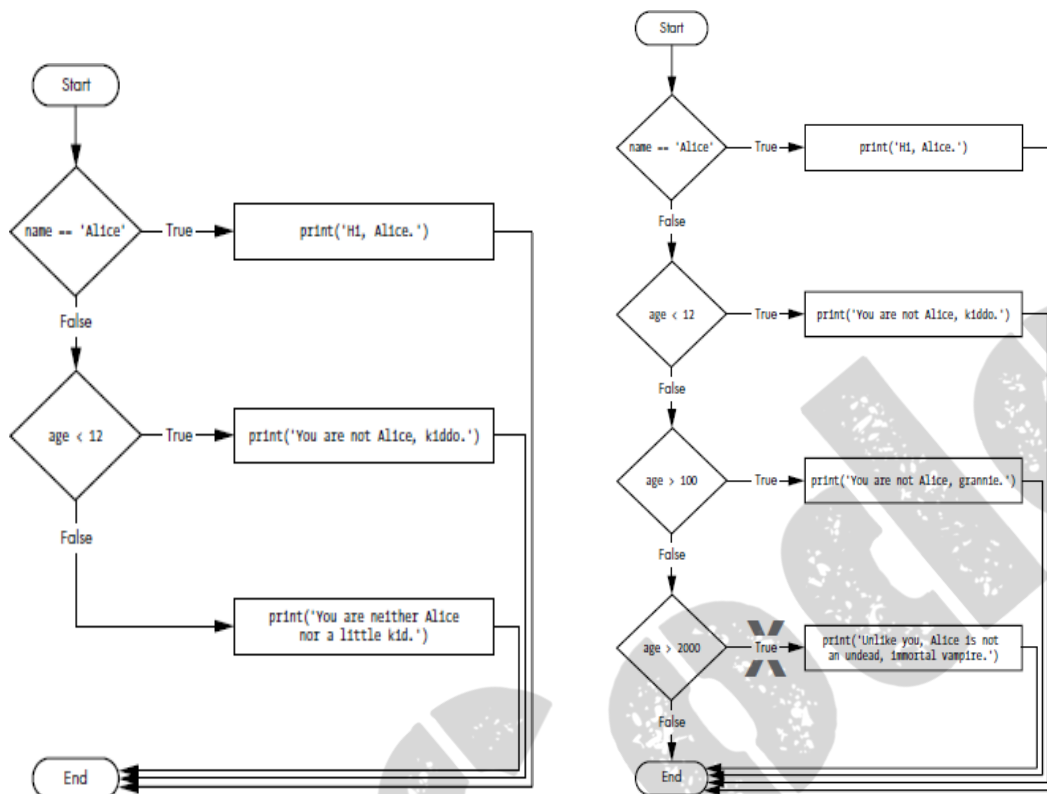 Start
name == 'Alice'
True
print('Hi, Alice.')
False
age < 12
True
print('You are not Alice, kiddo.')
False
print('You are neither Alice
nor a little kid.')
End
Start
name == 'Alice'
True
print('Hi, Alice.')
False
age < 12
True
print('You are not Alice, kiddo.')
False
age > 100
True
print('You are not Alice, grannie.')
False
age > 2000
X
True
print('Unlike you, Alice is not
an undead, immortal vampire.')
False
End